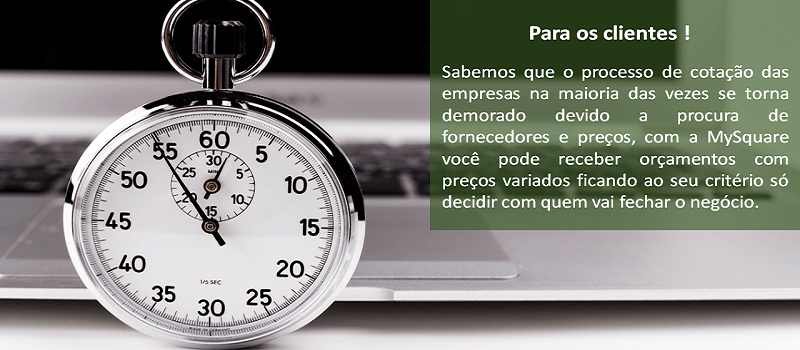 Para os clientes !
Sabemos que o processo de cotação das
empresas na maioria das vezes se torna
demorado devido a procura de
fornecedores e preços, com a MySquare
você pode receber orçamentos com
preços variados ficando ao seu critério só
decidir com quem vai fechar o negócio.
60
55
5
50
10
45
15
40
20
35
25
30
30
MIN
25
5
20
10
15
1/5 SEC